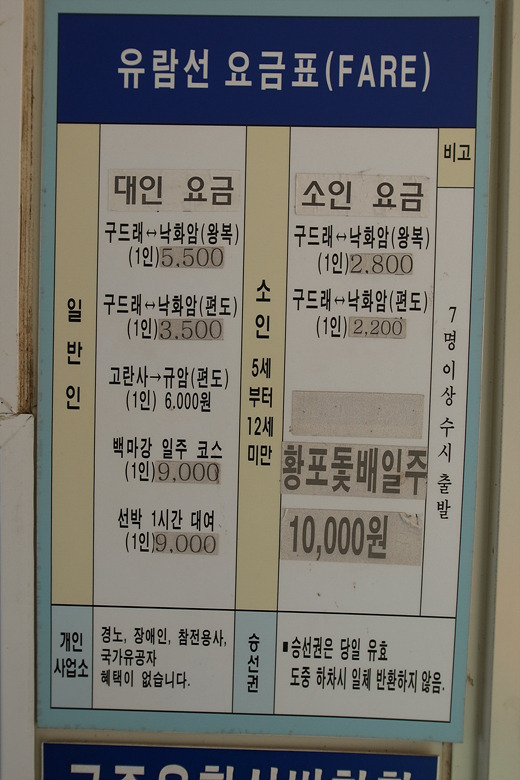 유람선 요금표(FARE)
일반인
대인 요금
구드래↔낙화암(왕복)
(1인)5.500
구드래↔낙화암(편도)
(1인)3.500
고란사→규암(편도)
(1인) 6.000원
백마강 일주 코스
(1인)9,000
선박 1시간 대여
(1인)9.000
소인
5세
부터
12세
미만
소인 요금
구드래↔낙화암(왕복)
(1인)2.800
구드래↔낙화암(편도)
(1인)2,200
황포돛배일주
10,000원
비고
7명이상 수시 출발
개인
사업소
경노, 장애인, 참전용사,
국가유공자
혜택이 없습니다.
승선권
■승선권은 당일 유효
도중 하차시 일체 반환하지 않음.